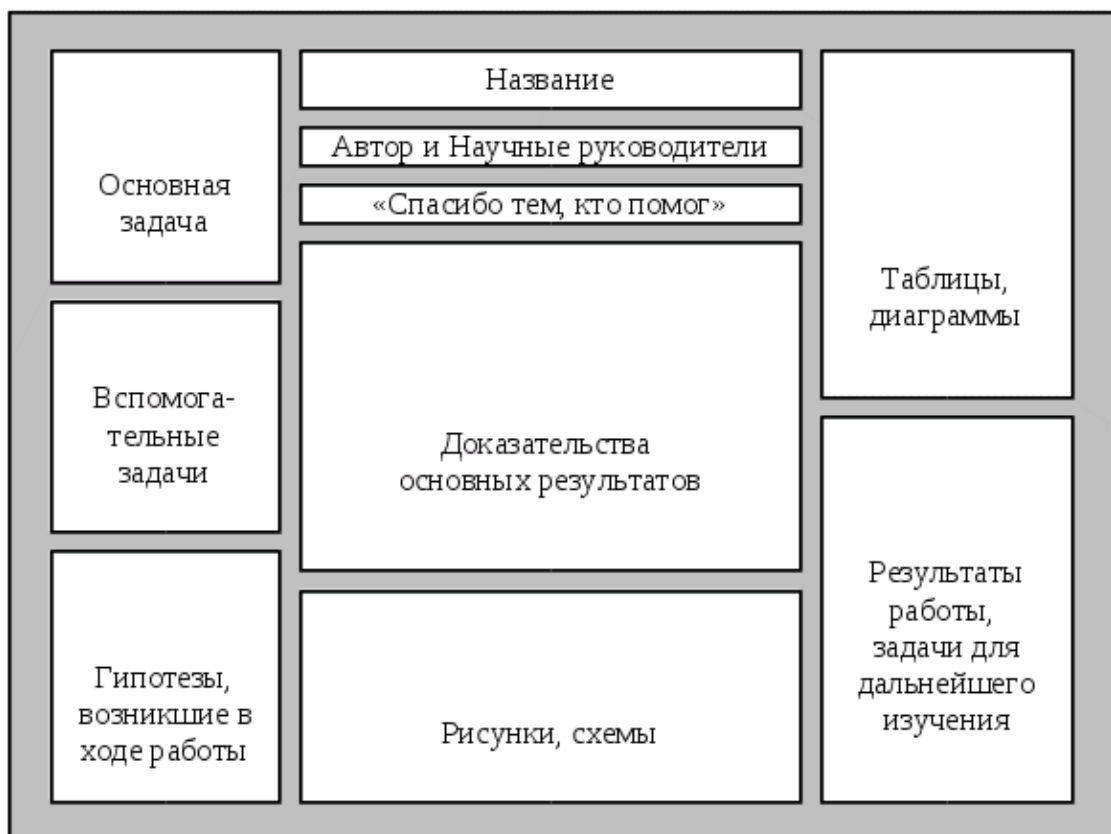 Основная
задача
Вспомога-
тельные
задачи
Гипотезы,
возникшие в
ходе работы
Название
Автор и Научные руководители
«Спасибо тем, кто помог»
Доказательства
основных результатов
Рисунки, схемы
Таблицы,
диаграммы
Результаты
работы,
задачи для
дальнейшего
изучения